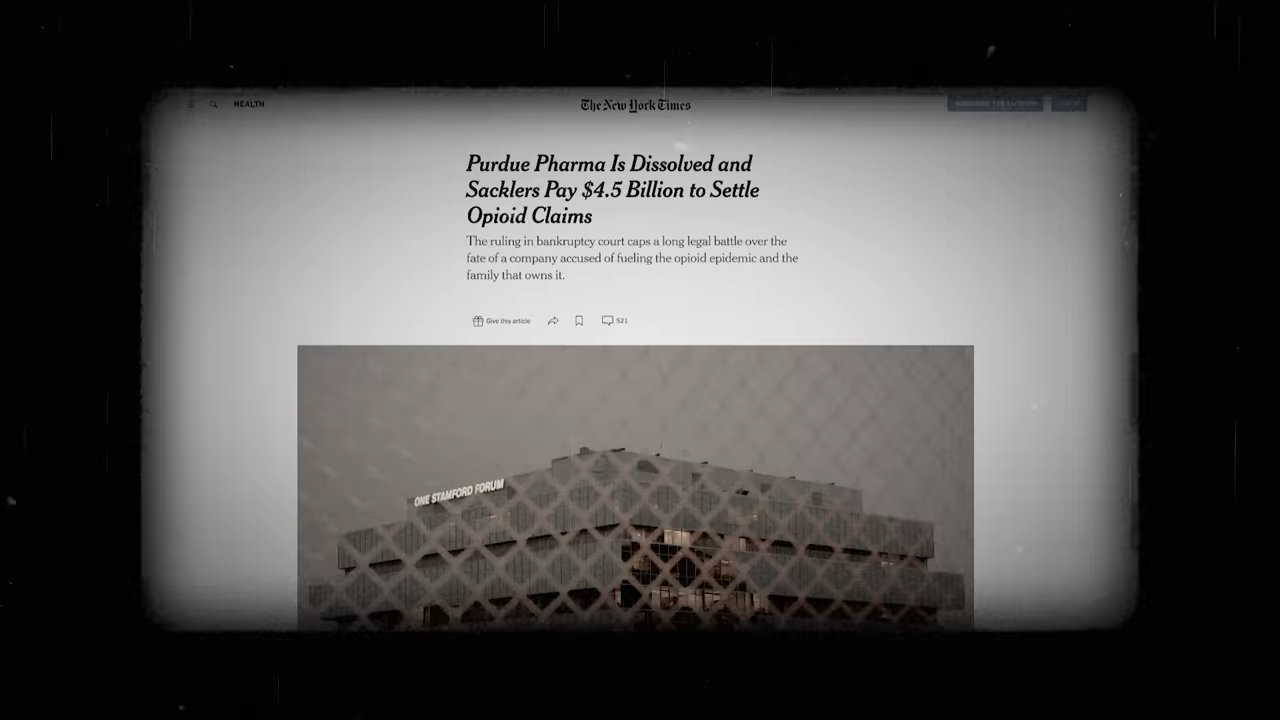 HEALTH
The New York Times
Purdue Pharma Is Dissolved and
Sacklers Pay $4.5 Billion to Settle
Opioid Claims
The ruling in bankruptcy court caps a long legal battle over the
fate of a company accused of fueling the opioid epidemic and the
family that owns it.
Give this article
521
ONE STAMFORD FORUM